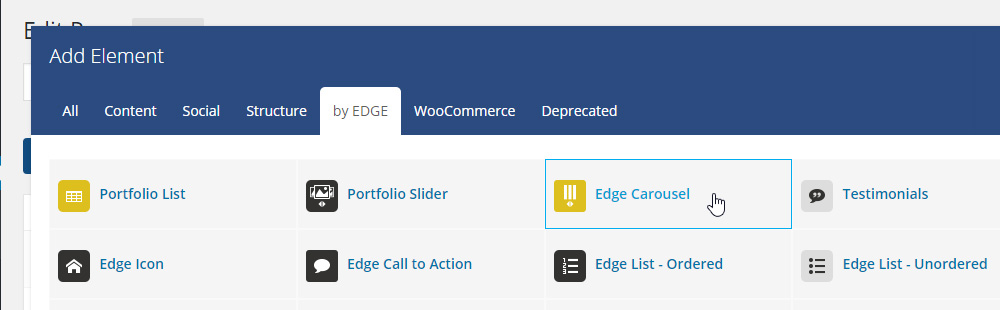 Add Element
All Content Social Structure by EDGE WooCommerce Deprecated
Portfolio List Portfolio Slider Edge Carousel Testimonials
Edge Icon Edge Call to Action Edge List - Ordered Edge List - Unordered